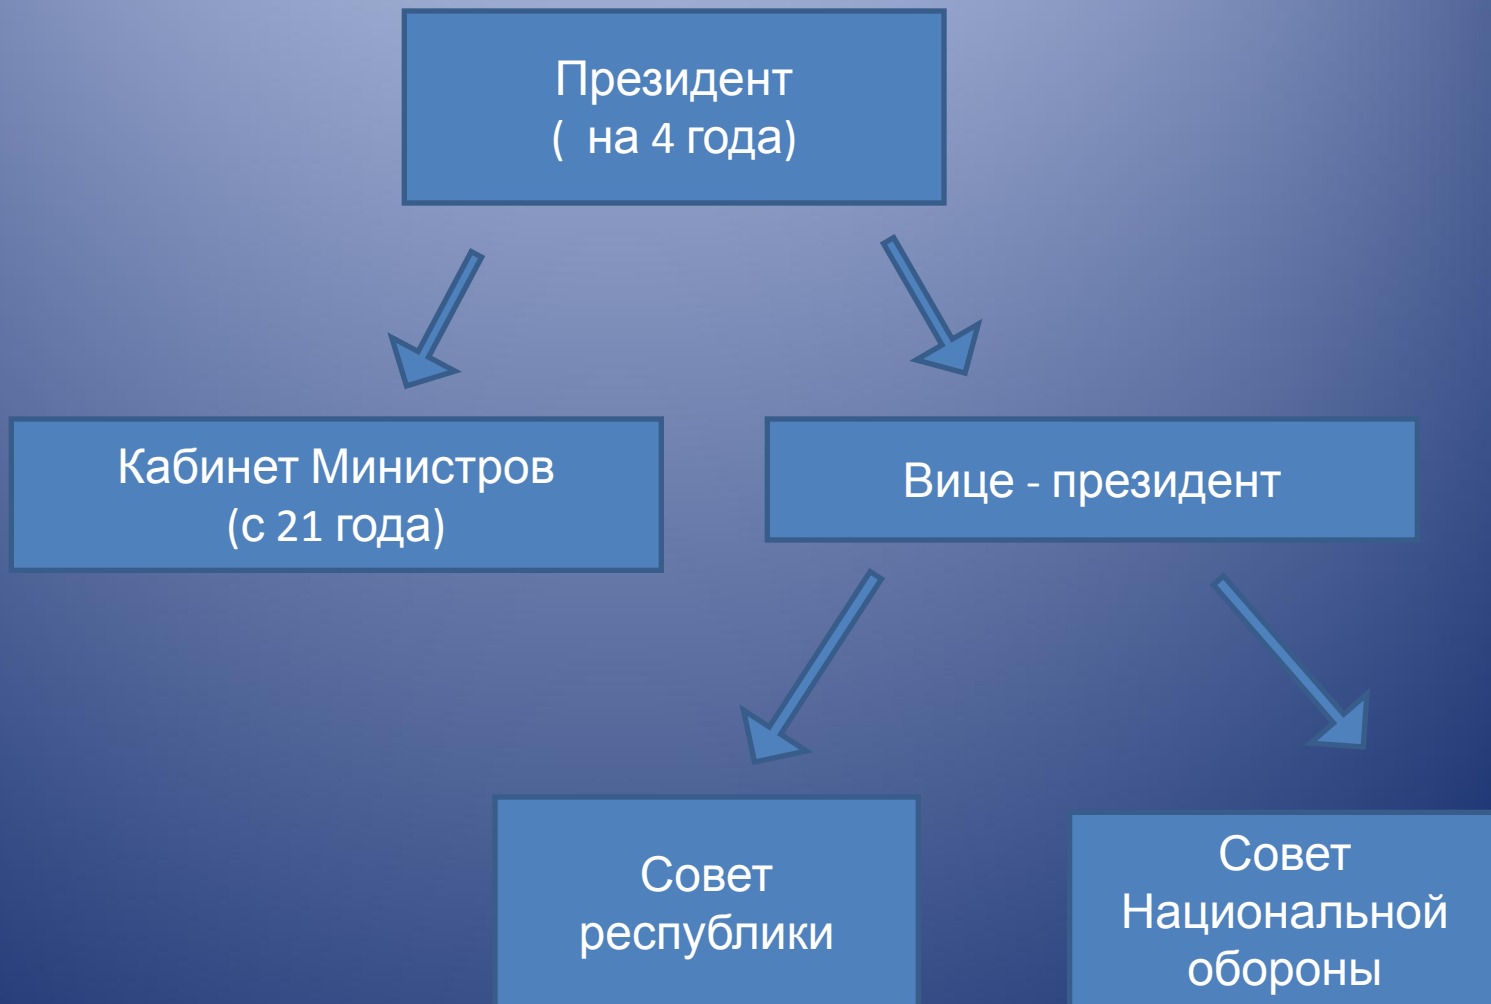 Президент
( на 4 года)
Кабинет Министров
(с 21 года)
Вице - президент
Совет
республики
Совет
Национальной
обороны